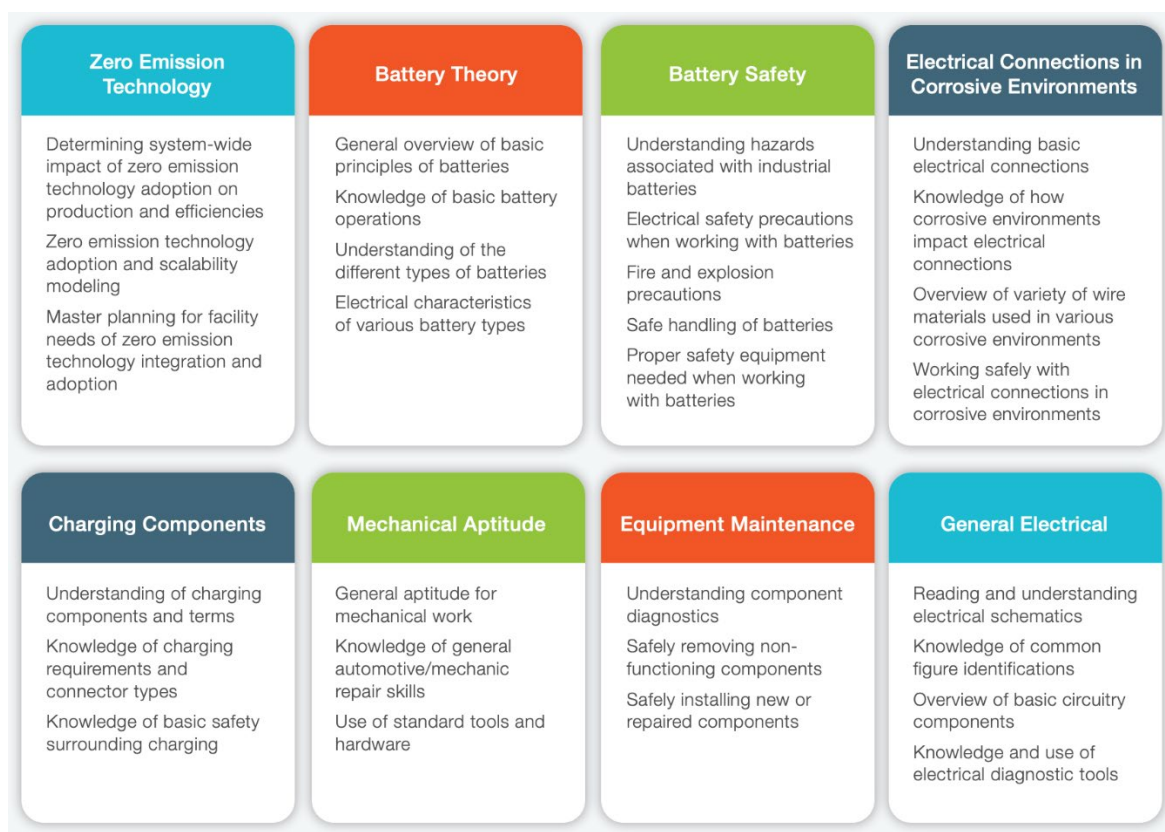 Zero Emission
Technology
Determining system-wide
impact of zero emission
technology adoption on
production and efficiencies
Zero emission technology
adoption and scalability
modeling
Master planning for facility
needs of zero emission
technology integration and
adoption
Battery Theory
General overview of basic
principles of batteries
Knowledge of basic battery
operations
Understanding of the
different types of batteries
Electrical characteristics
of various battery types
Battery Safety
Understanding hazards
associated with industrial
batteries
Electrical safety precautions
when working with batteries
Fire and explosion
precautions
Safe handling of batteries
Proper safety equipment
needed when working
with batteries
Electrical Connections in
Corrosive Environments
Understanding basic
electrical connections
Knowledge of how
corrosive environments
impact electrical
connections
Overview of variety of wire
materials used in various
corrosive environments
Working safely with
electrical connections in
corrosive environments
Charging Components
Understanding of charging
components and terms
Knowledge of charging
requirements and
connector types
Knowledge of basic safety
surrounding charging
Mechanical Aptitude
General aptitude for
mechanical work
Knowledge of general
automotive/mechanic
repair skills
Use of standard tools and
hardware
Equipment Maintenance
Understanding component
diagnostics
Safely removing non-
functioning components
Safely installing new or
repaired components
General Electrical
Reading and understanding
electrical schematics
Knowledge of common
figure identifications
Overview of basic circuitry
components
Knowledge and use of
electrical diagnostic tools